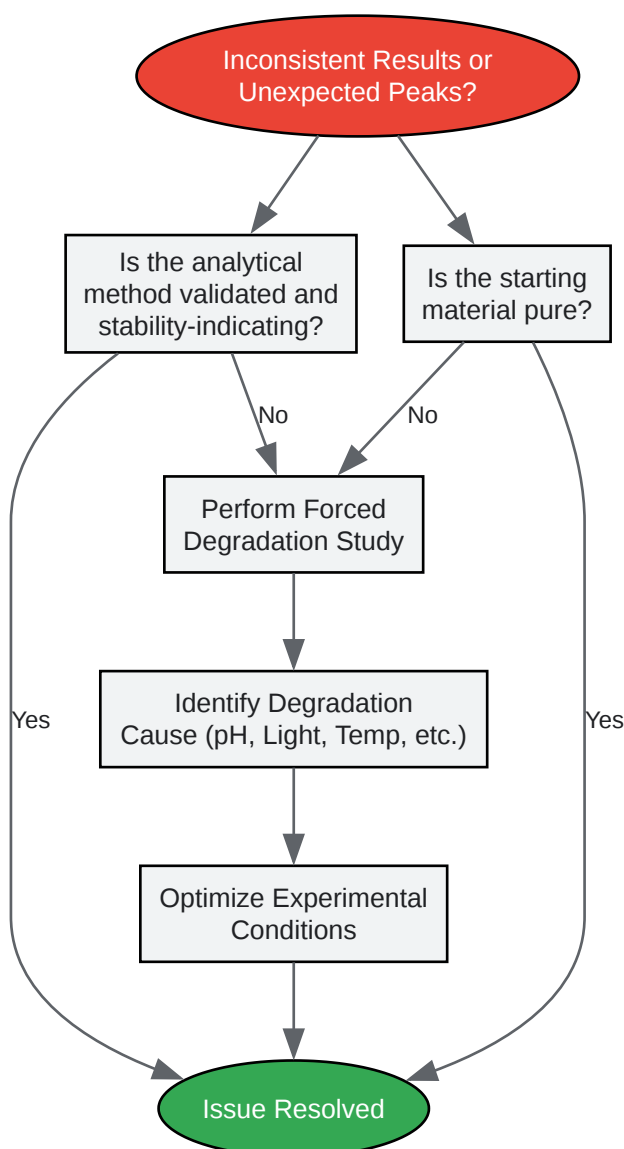 Inconsistent Results or
Unexpected Peaks?
Is the analytical
method validated and
stability-indicating?
Is the starting
material pure?
No
No
Perform Forced
Degradation Study
Identify Degradation
Cause (pH, Light, Temp, etc.)
Yes
Yes
Optimize Experimental
Conditions
Issue Resolved